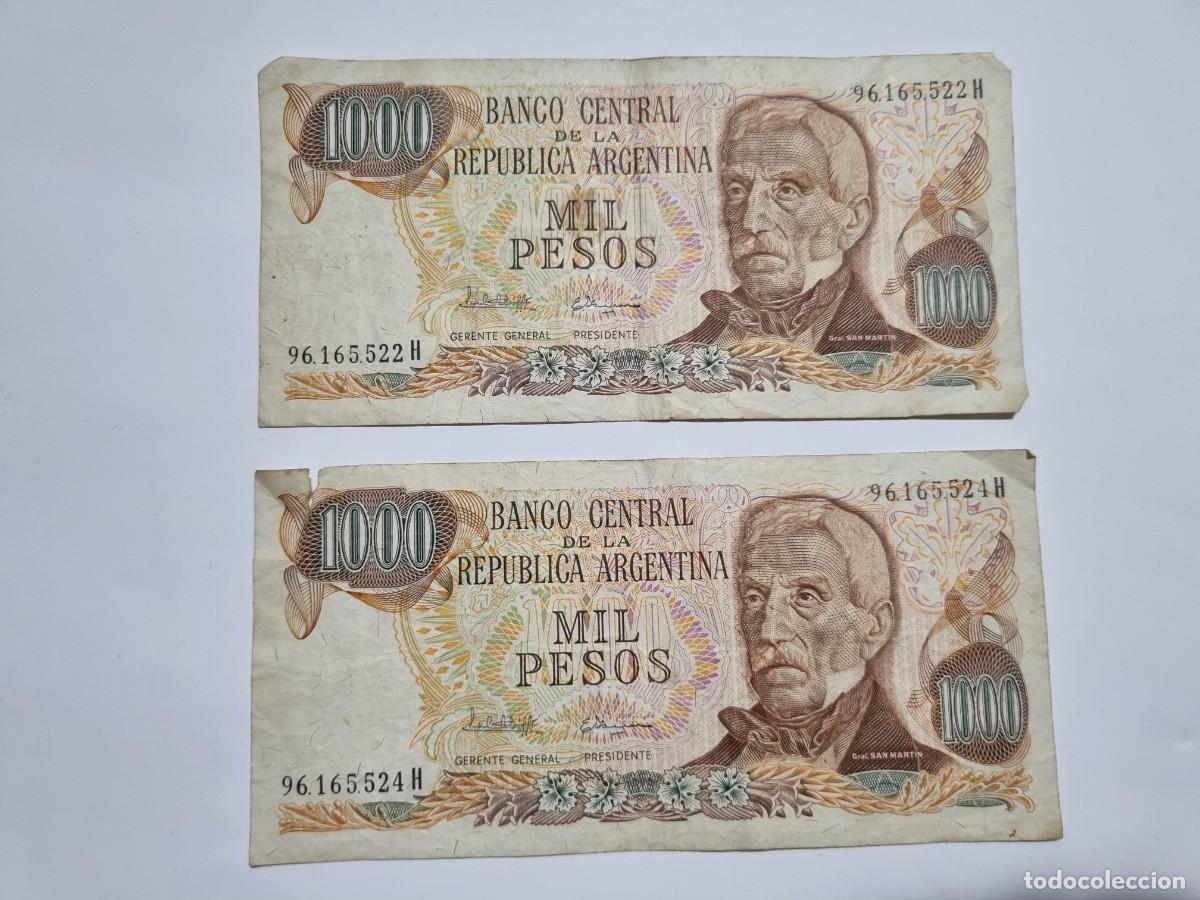 1000
96.165.522 H
BANCO CENTRAL
DE LA
REPUBLICA ARGENTINA
MIL
PESOS
1000
GERENTE GENERAL PRESIDENTE
Gral. SAN MARTIN
96.165.522 H
1000
96.165.524 H
BANCO CENTRAL
DE LA
REPUBLICA ARGENTINA
MIL
PESOS
1000
GERENTE GENERAL PRESIDENTE
Gral. SAN MARTIN
96.165.524 H
todocoleccion